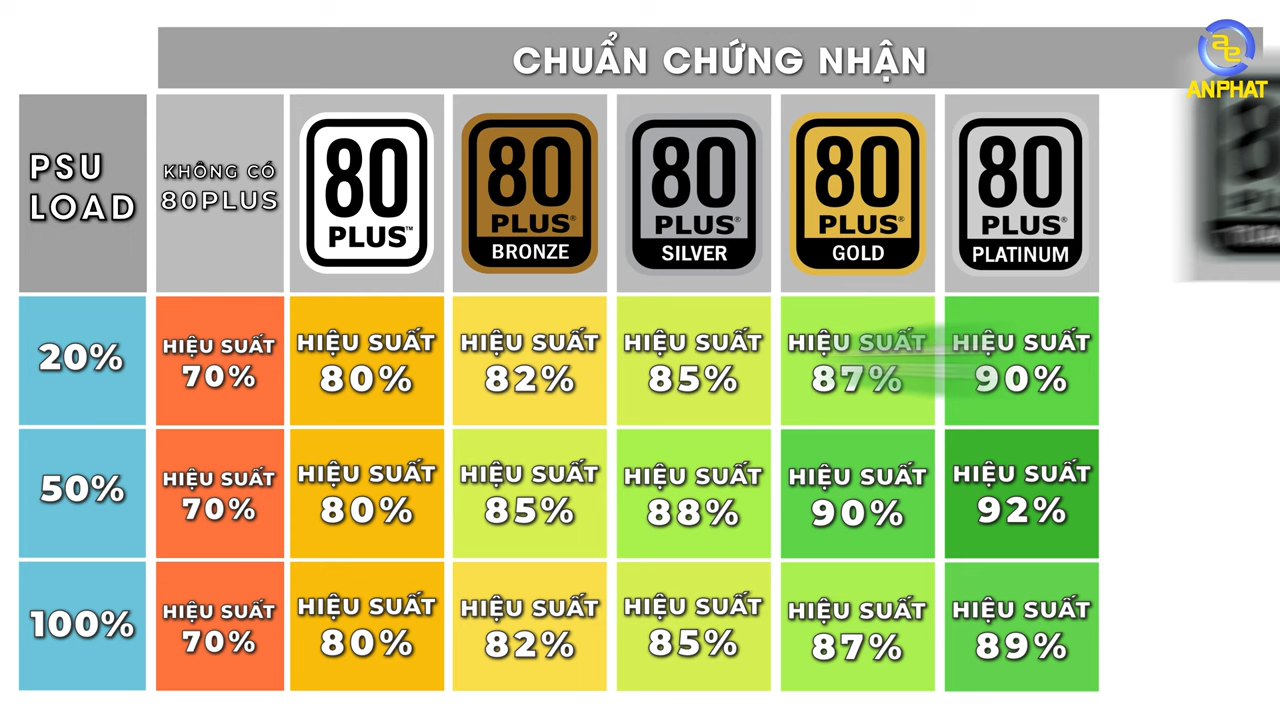 CHUẨN CHỨNG NHẬN
ANPHAT
PSU
LOAD
KHÔNG CÓ
80PLUS
80
PLUS™
80
PLUS®
BRONZE
80
PLUS®
SILVER
80
PLUS®
GOLD
80
PLUS®
PLATINUM
20%
HIỆU SUẤT
70%
HIỆU SUẤT
80%
HIỆU SUẤT
82%
HIỆU SUẤT
85%
HIỆU SUẤT
87%
HIỆU SUẤT
90%
50%
HIỆU SUẤT
70%
HIỆU SUẤT
80%
HIỆU SUẤT
85%
HIỆU SUẤT
88%
HIỆU SUẤT
90%
HIỆU SUẤT
92%
100%
HIỆU SUẤT
70%
HIỆU SUẤT
80%
HIỆU SUẤT
82%
HIỆU SUẤT
85%
HIỆU SUẤT
87%
HIỆU SUẤT
89%